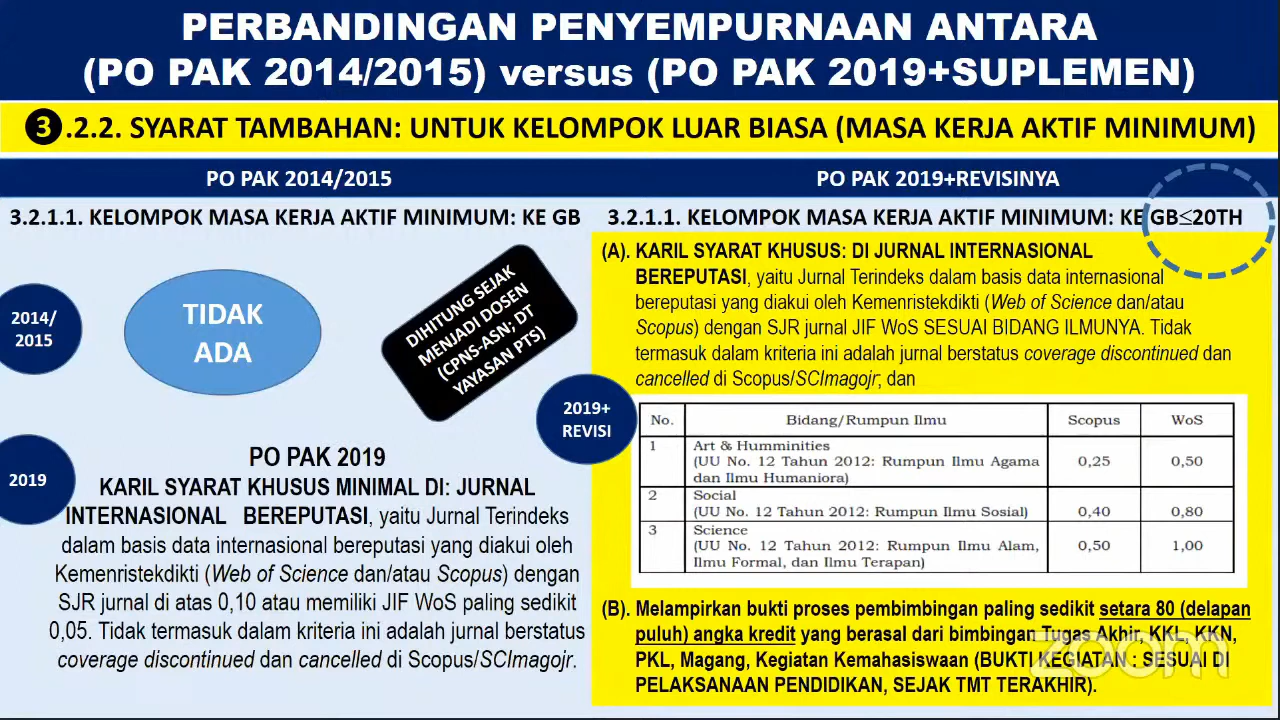 PERBANDINGAN PENYEMPURNAAN ANTARA
(PO PAK 2014/2015) versus (PO PAK 2019+SUPLEMEN)
3 .2.2. SYARAT TAMBAHAN: UNTUK KELOMPOK LUAR BIASA (MASA KERJA AKTIF MINIMUM)
PO PAK 2014/2015
3.2.1.1. KELOMPOK MASA KERJA AKTIF MINIMUM: KE GB
2014/
2015
TIDAK
ADA
DIHITUNG SEJAK
MENJADI DOSEN
(CPNS-ASN; DT
YAYASAN PTS)
2019
PO PAK 2019
KARIL SYARAT KHUSUS MINIMAL DI: JURNAL
INTERNASIONAL BEREPUTASI, yaitu Jurnal Terindeks
dalam basis data internasional bereputasi yang diakui oleh
Kemenristekdikti (Web of Science dan/atau Scopus) dengan
SJR jurnal di atas 0,10 atau memiliki JIF WoS paling sedikit
0,05. Tidak termasuk dalam kriteria ini adalah jurnal berstatus
coverage discontinued dan cancelled di Scopus/SCImagojr.
PO PAK 2019+REVISINYA
3.2.1.1. KELOMPOK MASA KERJA AKTIF MINIMUM: KE GB≤20TH
2019+
REVISI
(A). KARIL SYARAT KHUSUS: DI JURNAL INTERNASIONAL
BEREPUTASI, yaitu Jurnal Terindeks dalam basis data internasional
bereputasi yang diakui oleh Kemenristekdikti (Web of Science dan/atau
Scopus) dengan SJR jurnal JIF WoS SESUAI BIDANG ILMUNYA. Tidak
termasuk dalam kriteria ini adalah jurnal berstatus coverage discontinued dan
cancelled di Scopus/SCImagojr; dan
No. Bidang/Rumpun Ilmu Scopus WoS
1 Art & Humminities
(UU No. 12 Tahun 2012: Rumpun Ilmu Agama 0,25 0,50
dan Ilmu Humaniora)
2 Social
(UU No. 12 Tahun 2012: Rumpun Ilmu Sosial) 0,40 0,80
3 Science
(UU No. 12 Tahun 2012: Rumpun Ilmu Alam, 0,50 1,00
Ilmu Formal, dan Ilmu Terapan)
(B). Melampirkan bukti proses pembimbingan paling sedikit setara 80 (delapan
puluh) angka kredit yang berasal dari bimbingan Tugas Akhir, KKL, KKN,
PKL, Magang, Kegiatan Kemahasiswaan (BUKTI KEGIATAN : SESUAI DI
PELAKSANAAN PENDIDIKAN, SEJAK TMT TERAKHIR).
zoom